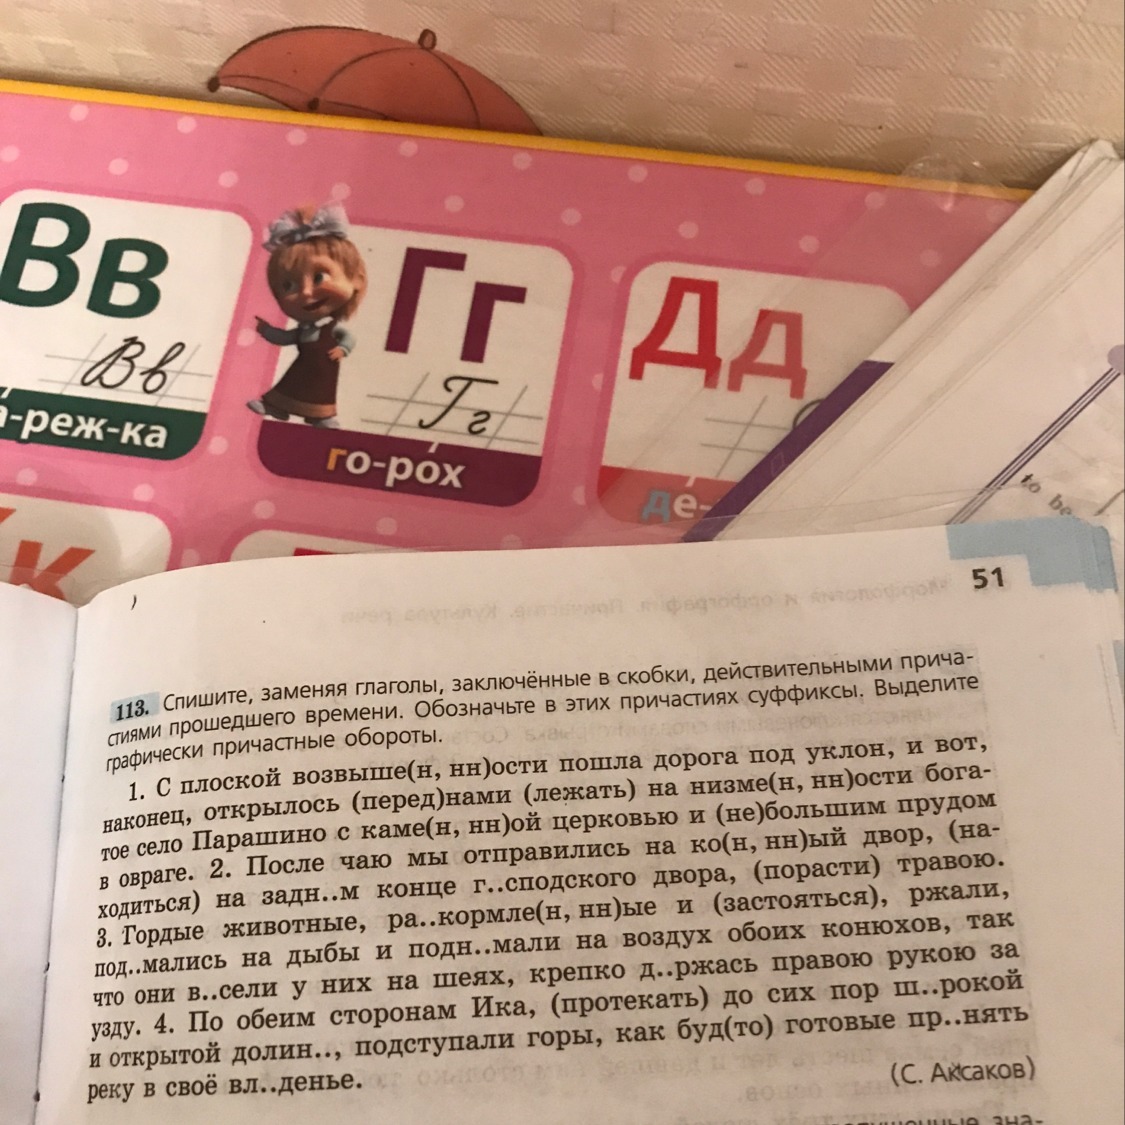 Вв
Вв
а-реж-ка
Гг
Гг
го-рох
Дд
де-
К
to be
51
113. Спишите, заменяя глаголы, заключённые в скобки, действительными прича-
стиями прошедшего времени. Обозначьте в этих причастиях суффиксы. Выделите
графически причастные обороты.
1. С плоской возвыше(н, нн)ости пошла дорога под уклон, и вот,
наконец, открылось (перед)нами (лежать) на низме(н, нн)ости бога-
тое село Парашино с каме(н, нн)ой церковью и (не)большим прудом
в овраге. 2. После чаю мы отправились на ко(н, нн)ый двор, (на-
ходиться) на задн..м конце г..сподского двора, (порасти) травою.
3. Гордые животные, ра..кормле(н, нн)ые и (застояться), ржали,
под..мались на дыбы и подн..мали на воздух обоих конюхов, так
что они в..сели у них на шеях, крепко д..ржась правою рукою за
узду. 4. По обеим сторонам Ика, (протекать) до сих пор ш..рокой
и открытой долин.., подступали горы, как буд(то) готовые пр..нять
реку в своё вл..денье.
(С. Аксаков)